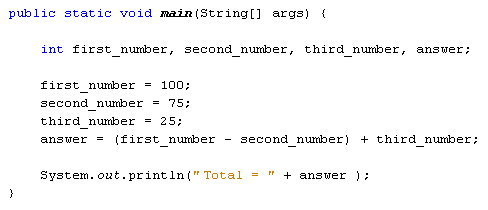 public static void main(String[] args) {
int first_number, second_number, third_number, answer;
first_number = 100;
second_number = 75;
third_number = 25;
answer = (first_number - second_number) + third_number;
System.out.println("Total = " + answer );
}